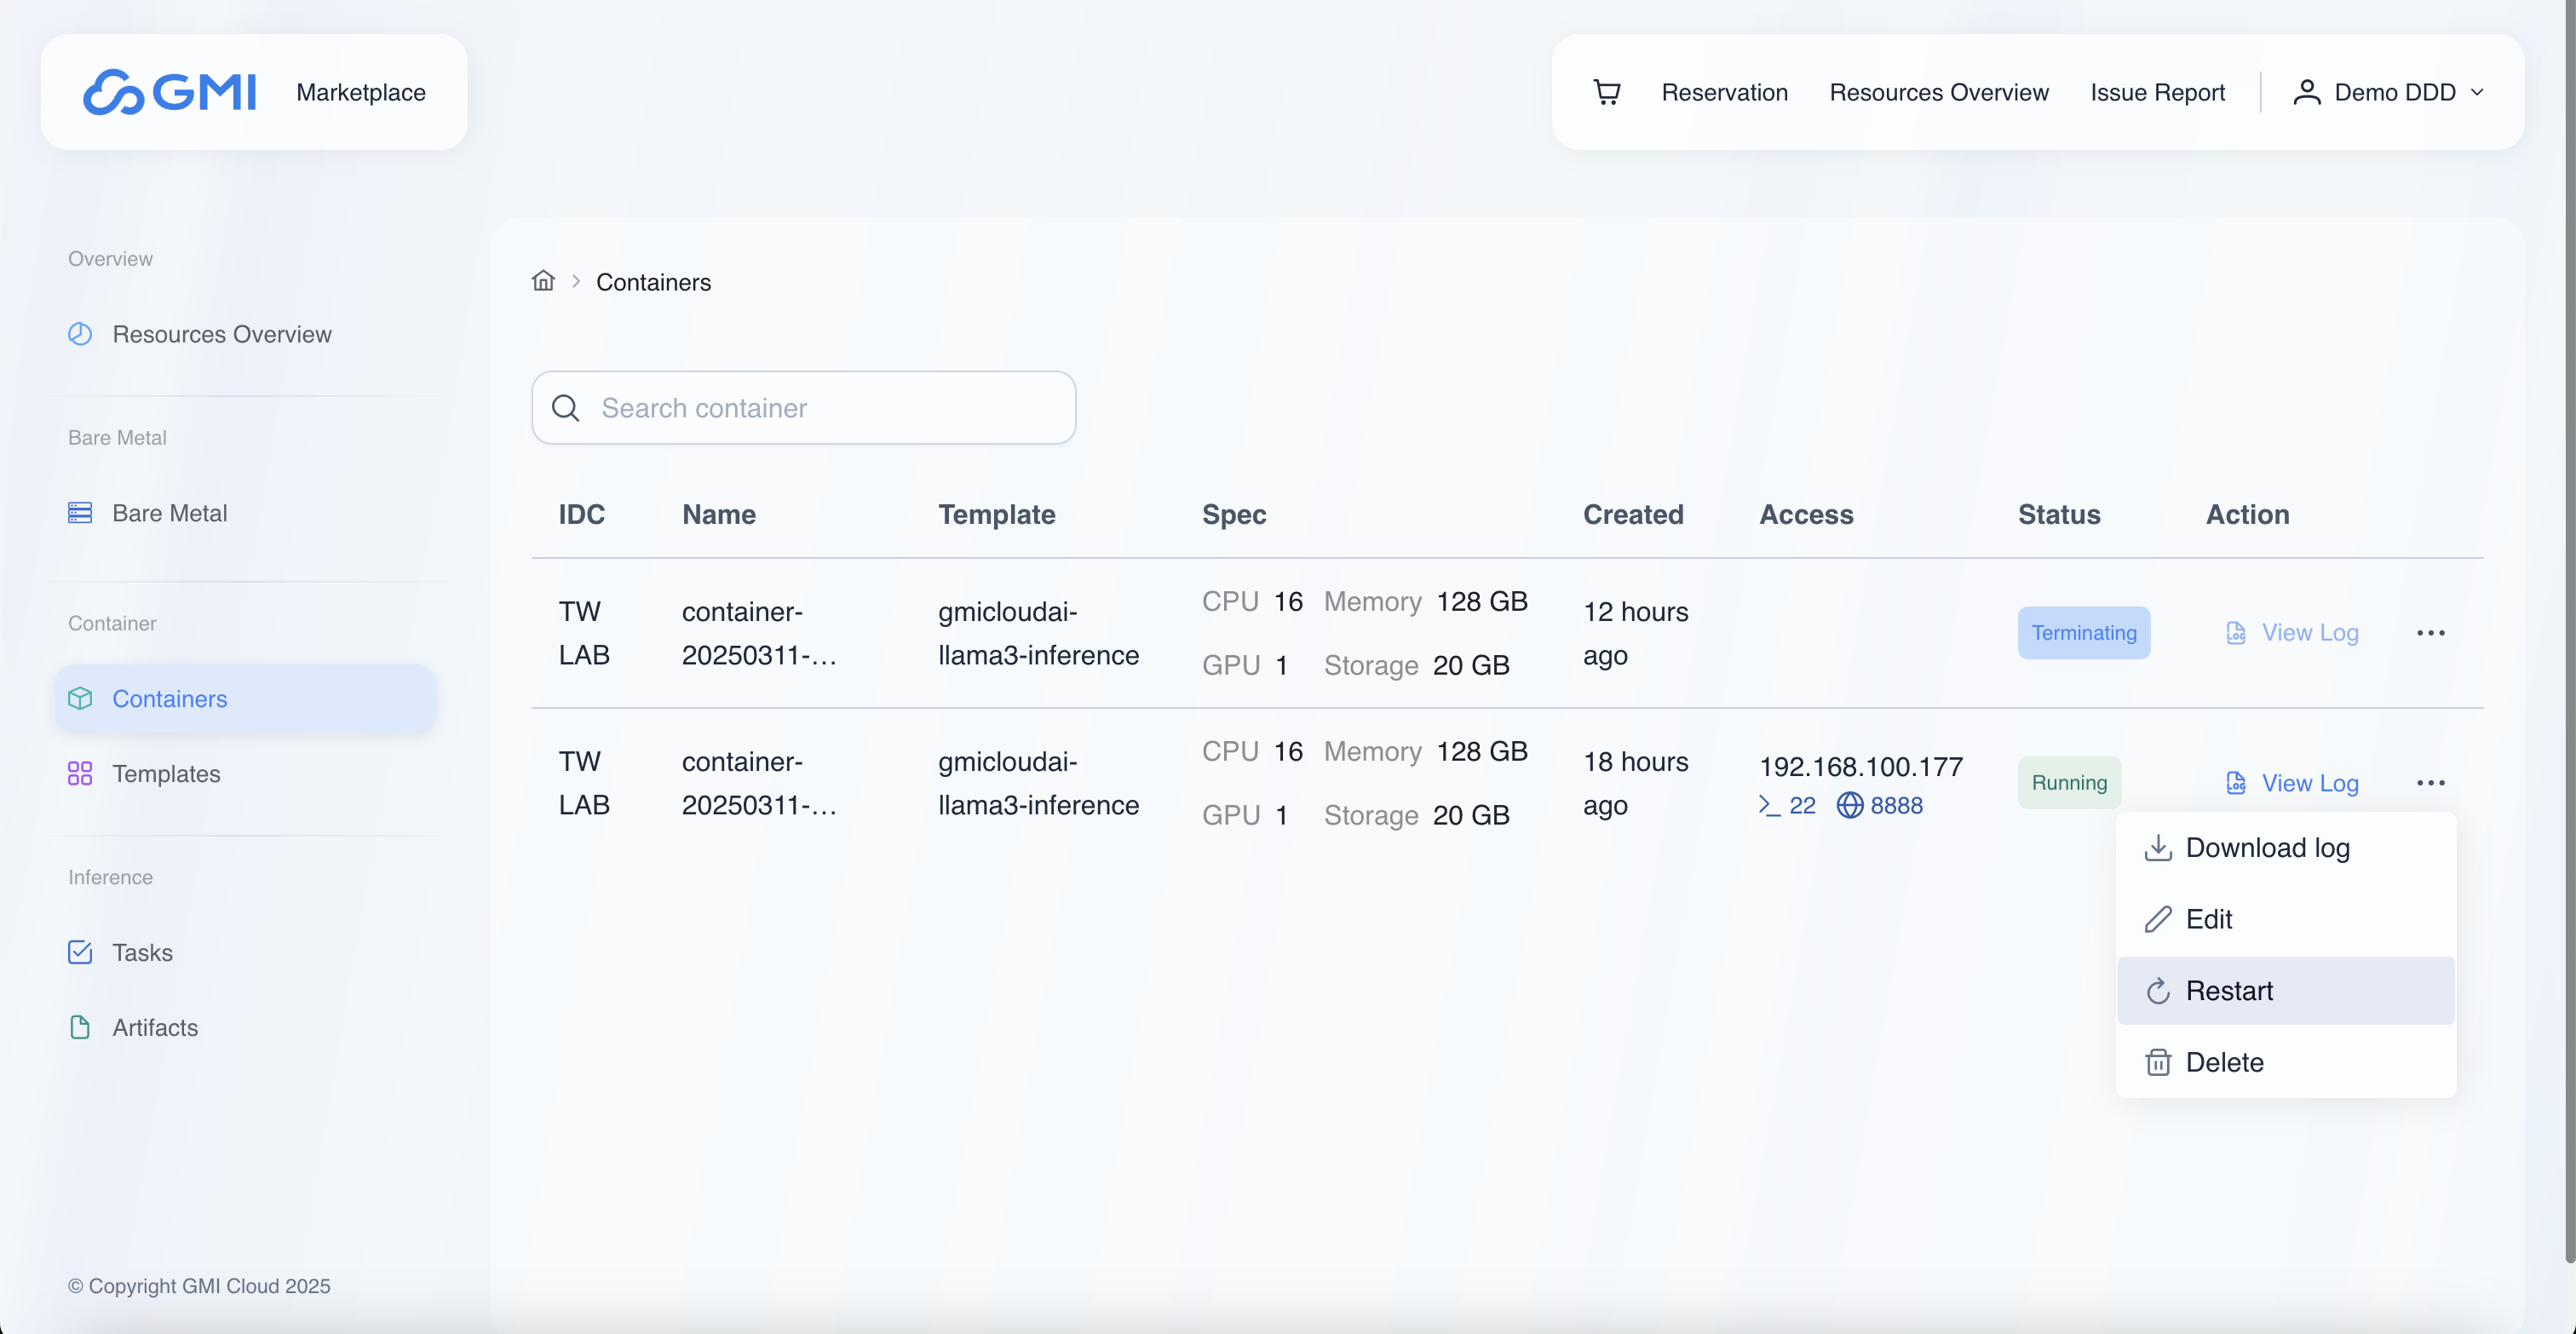 GMI
Marketplace
Reservation
Resources Overview
Issue Report
Demo DDD
Overview
Resources Overview
Bare Metal
Bare Metal
Container
Containers
Templates
Inference
Tasks
Artifacts
© Copyright GMI Cloud 2025
Containers
Search container
IDC Name Template Spec Created Access Status Action
TW LAB
container-
20250311-...
gmicloudai-
llama3-inference
CPU 16 Memory 128 GB
GPU 1 Storage 20 GB
12 hours
ago
Terminating
LOG View Log
TW LAB
container-
20250311-...
gmicloudai-
llama3-inference
CPU 16 Memory 128 GB
GPU 1 Storage 20 GB
18 hours
ago
192.168.100.177
22 8888
Running
LOG View Log
Download log
Edit
Restart
Delete